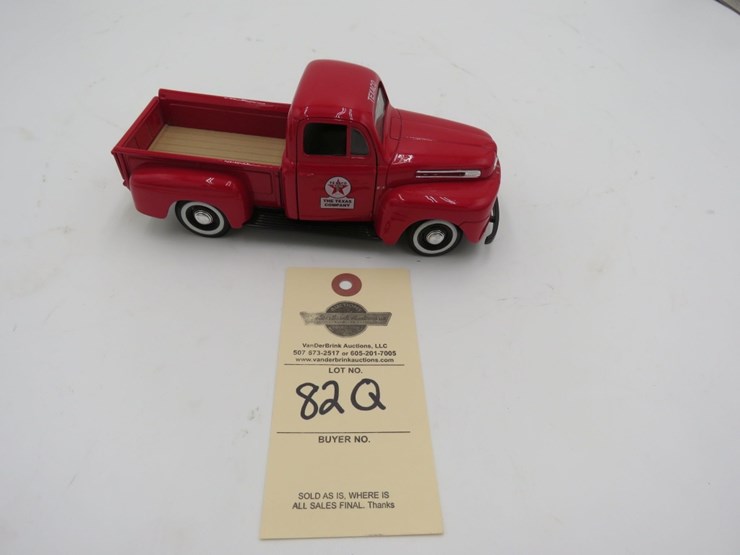 TEXACO
THE TEXAS
COMPANY
VanDerBrink Auctions, LLC
507 673-2517 or 605-201-7005
www.vanderbrinkauctions.com
LOT NO.
82Q
BUYER NO.
SOLD AS IS, WHERE IS
ALL SALES FINAL. Thanks